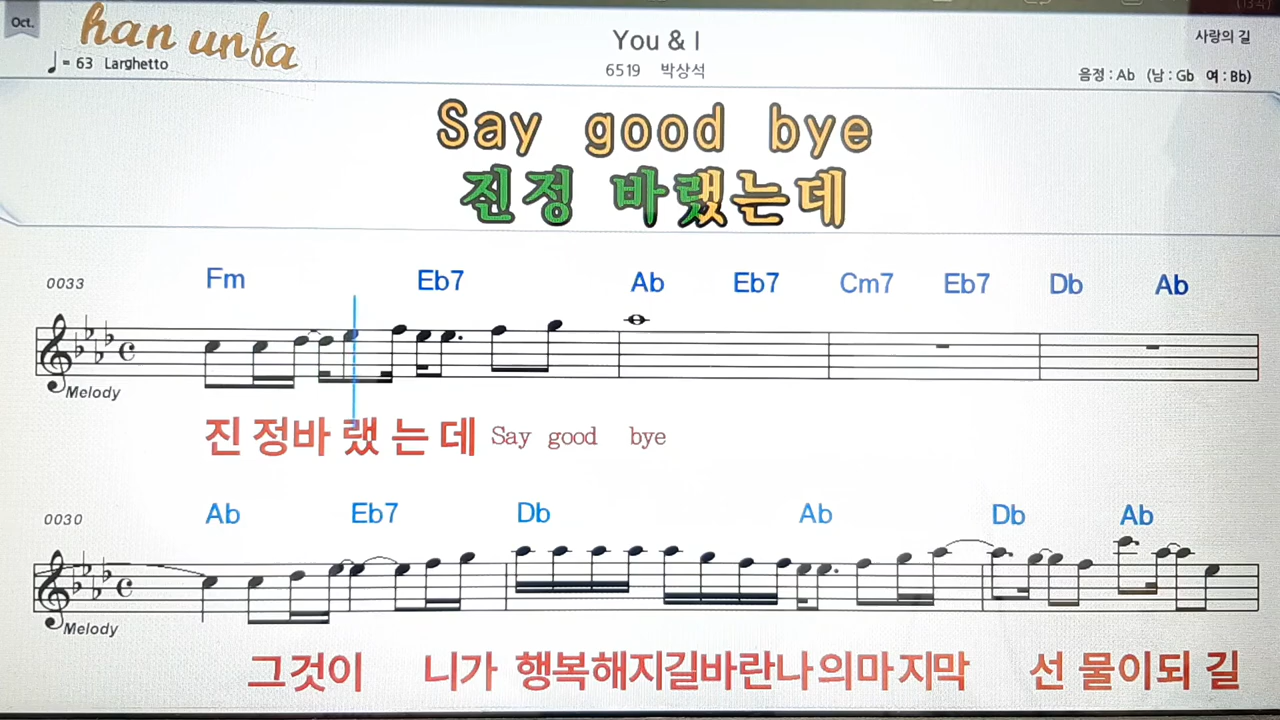 Oct.
han unfa
♩= 63 Larghetto
You & I
6519 박상석
사랑의 길
음정 : Ab (남 : Gb 여 : Bb)
Say good bye
진정 바랬는데
0033
Fm Eb7 Ab Eb7 Cm7 Eb7 Db Ab
Melody
진 정바 랬 는 데 Say good bye
0030
Ab Eb7 Db Ab Db Ab
Melody
그것이 니가 행복해지길바란나의마지막 선 물이되 길